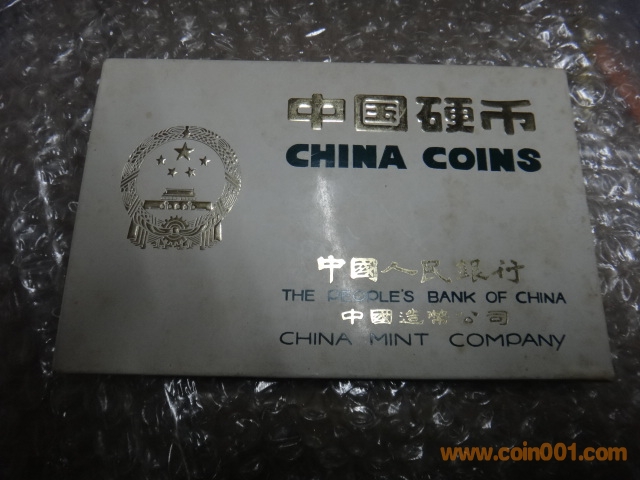 中国硬币
CHINA COINS
中國人民銀行
THE PEOPLE'S BANK OF CHINA
中國造幣公司
CHINA MINT COMPANY
www.coin001.com